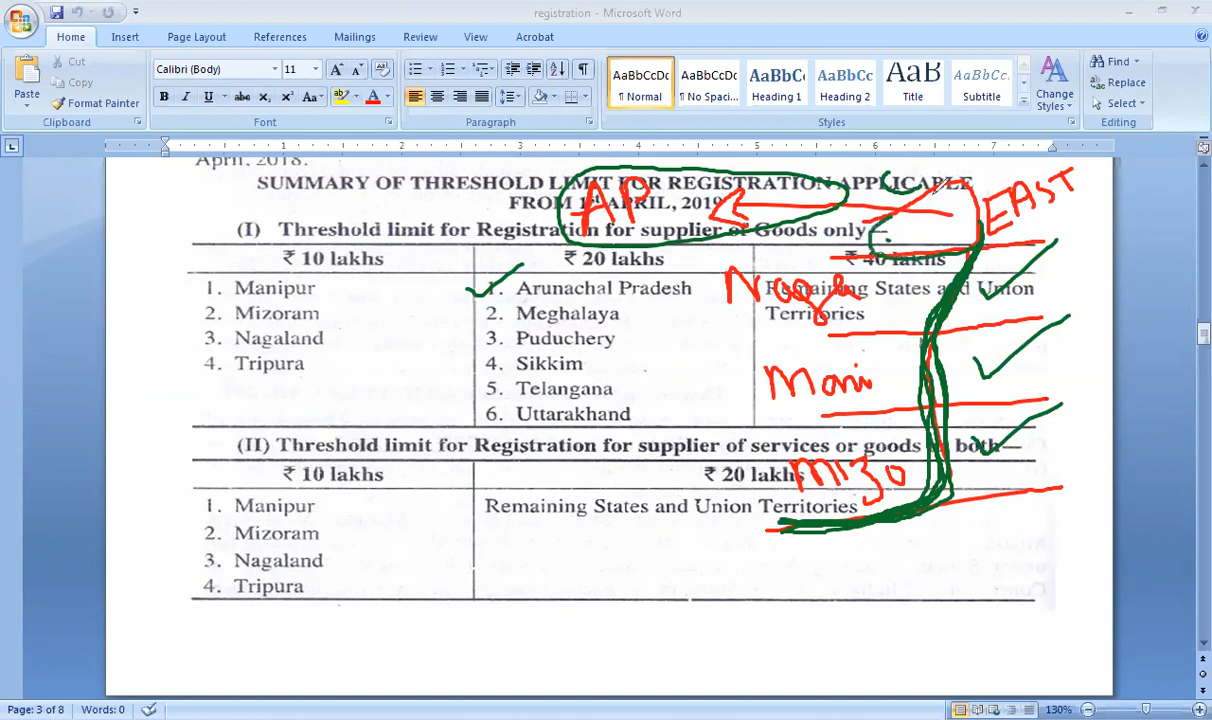 registration - Microsoft Word
Home Insert Page Layout References Mailings Review View Acrobat
Paste
Cut
Copy
Format Painter
Clipboard
Calibri (Body) 11
Font
Paragraph
AaBbCcDc AaBbCcDc AaBbC AaBbCc AaB AaBbCc
¶ Normal ¶ No Spaci... Heading 1 Heading 2 Title Subtitle
Change
Styles
Styles
Find
Replace
Select
Editing
April, 2018.
SUMMARY OF THRESHOLD LIMIT FOR REGISTRATION APPLICABLE
FROM 1st APRIL, 2019
AP
EAST
(I) Threshold limit for Registration for supplier of Goods only—
₹ 10 lakhs ₹ 20 lakhs ₹ 40 lakhs
1. Manipur
2. Mizoram
3. Nagaland
4. Tripura
1. Arunachal Pradesh
2. Meghalaya
3. Puduchery
4. Sikkim
5. Telangana
6. Uttarakhand
Remaining States and Union
Territories
Naga
Mani
(II) Threshold limit for Registration for supplier of services or goods or both—
₹ 10 lakhs ₹ 20 lakhs
Mizo
1. Manipur
2. Mizoram
3. Nagaland
4. Tripura
Remaining States and Union Territories
Page: 3 of 8 Words: 0 130%